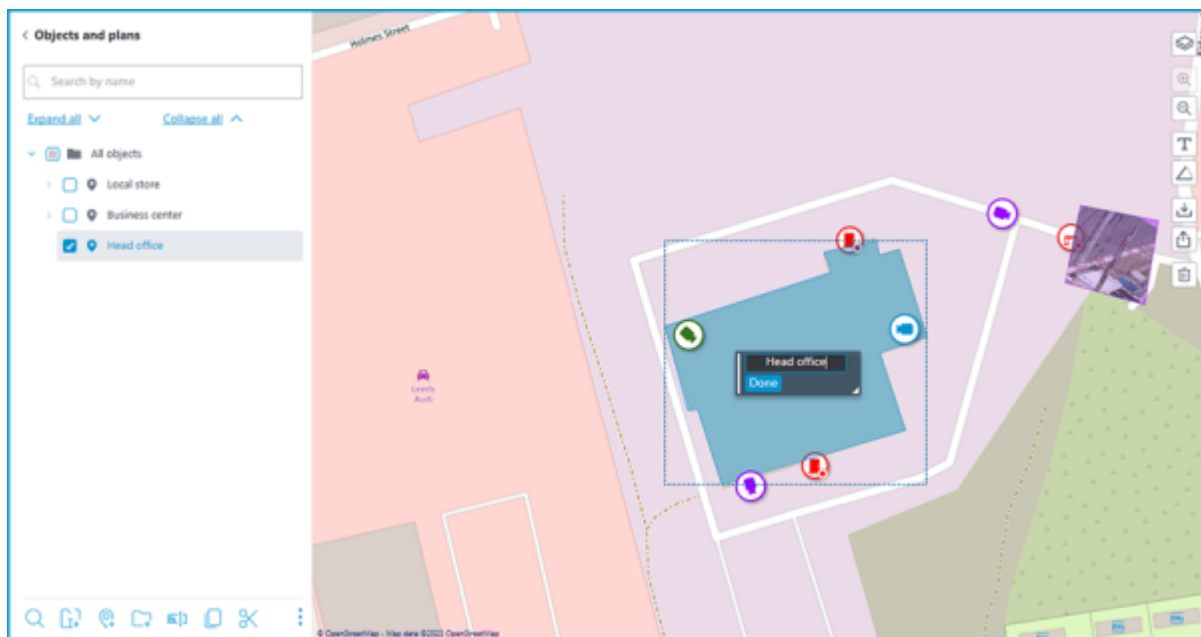 Objects and plans
Search by name
Expand all
Collapse all
All objects
Local store
Business center
Head office
Holmes Street
Leeds
Audi
Head office
Done
T
© OpenStreetMap - Map data ©2023 OpenStreetMap